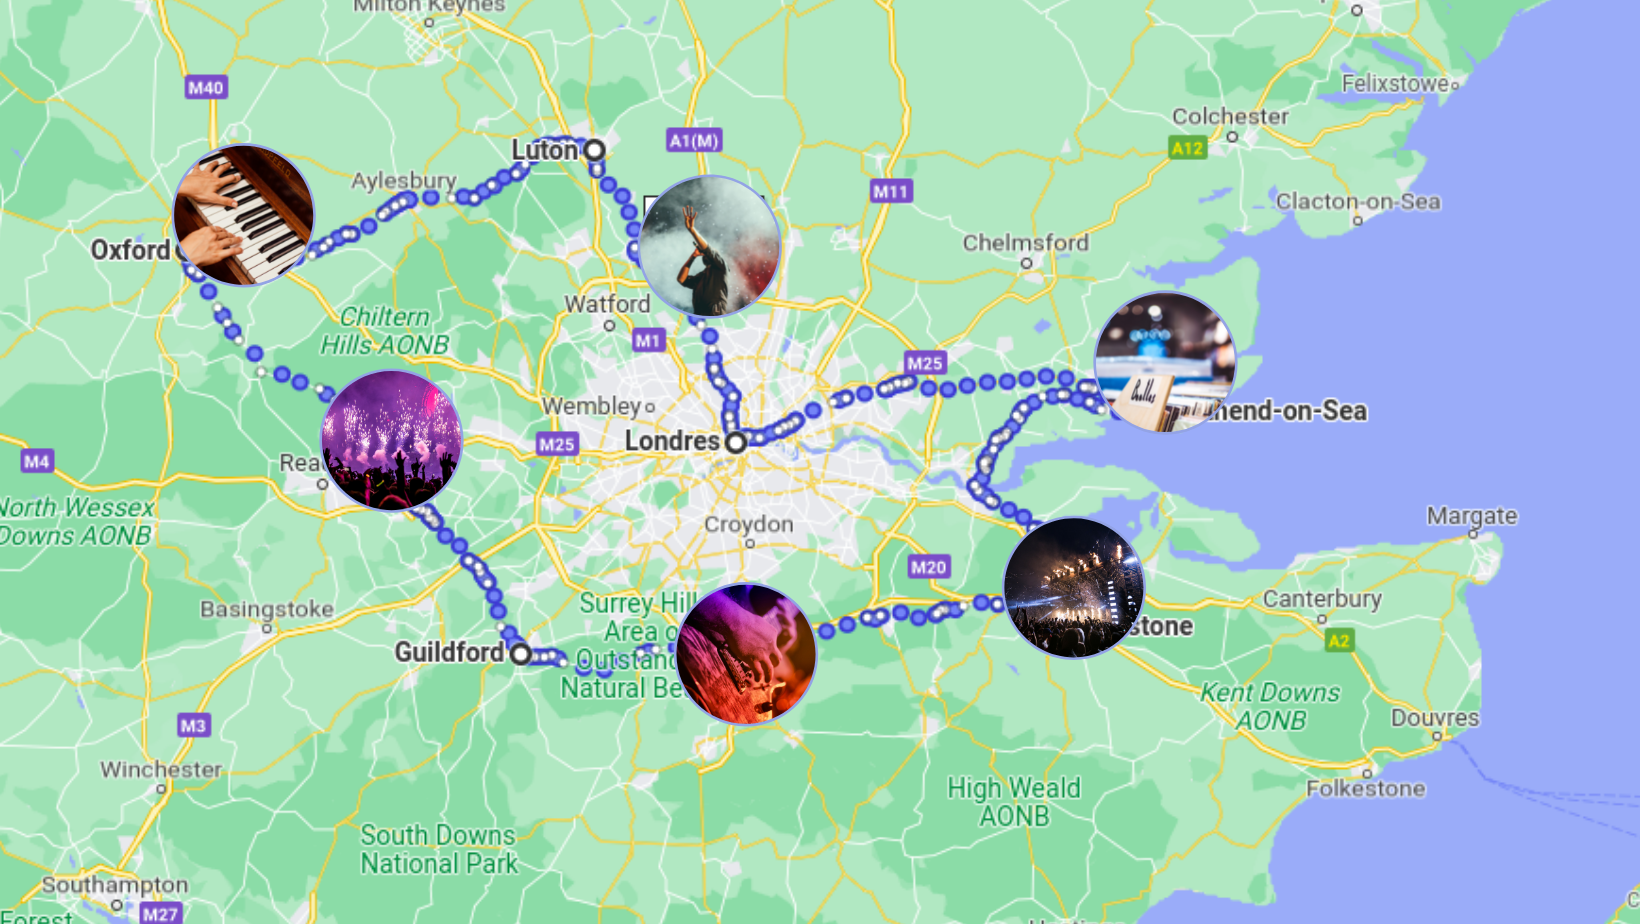 Milton Keynes
M40
Felixstowe
Colchester
A1(M)
A12
Luton
Aylesbury
M11
Clacton-on-Sea
Chelmsford
Oxford
Watford
Chiltern
Hills AONB
M1
M25
Wembley
hend-on-Sea
Londres
M25
M4
Rea
North Wessex
Downs AONB
Croydon
Margate
M20
Basingstoke
Surrey Hill
Area o
Outstan
Natural Be
Canterbury
stone
A2
Guildford
Kent Downs
AONB
M3
Douvres
Winchester
High Weald
AONB
Folkestone
South Downs
National Park
Southampton
M27
Forest